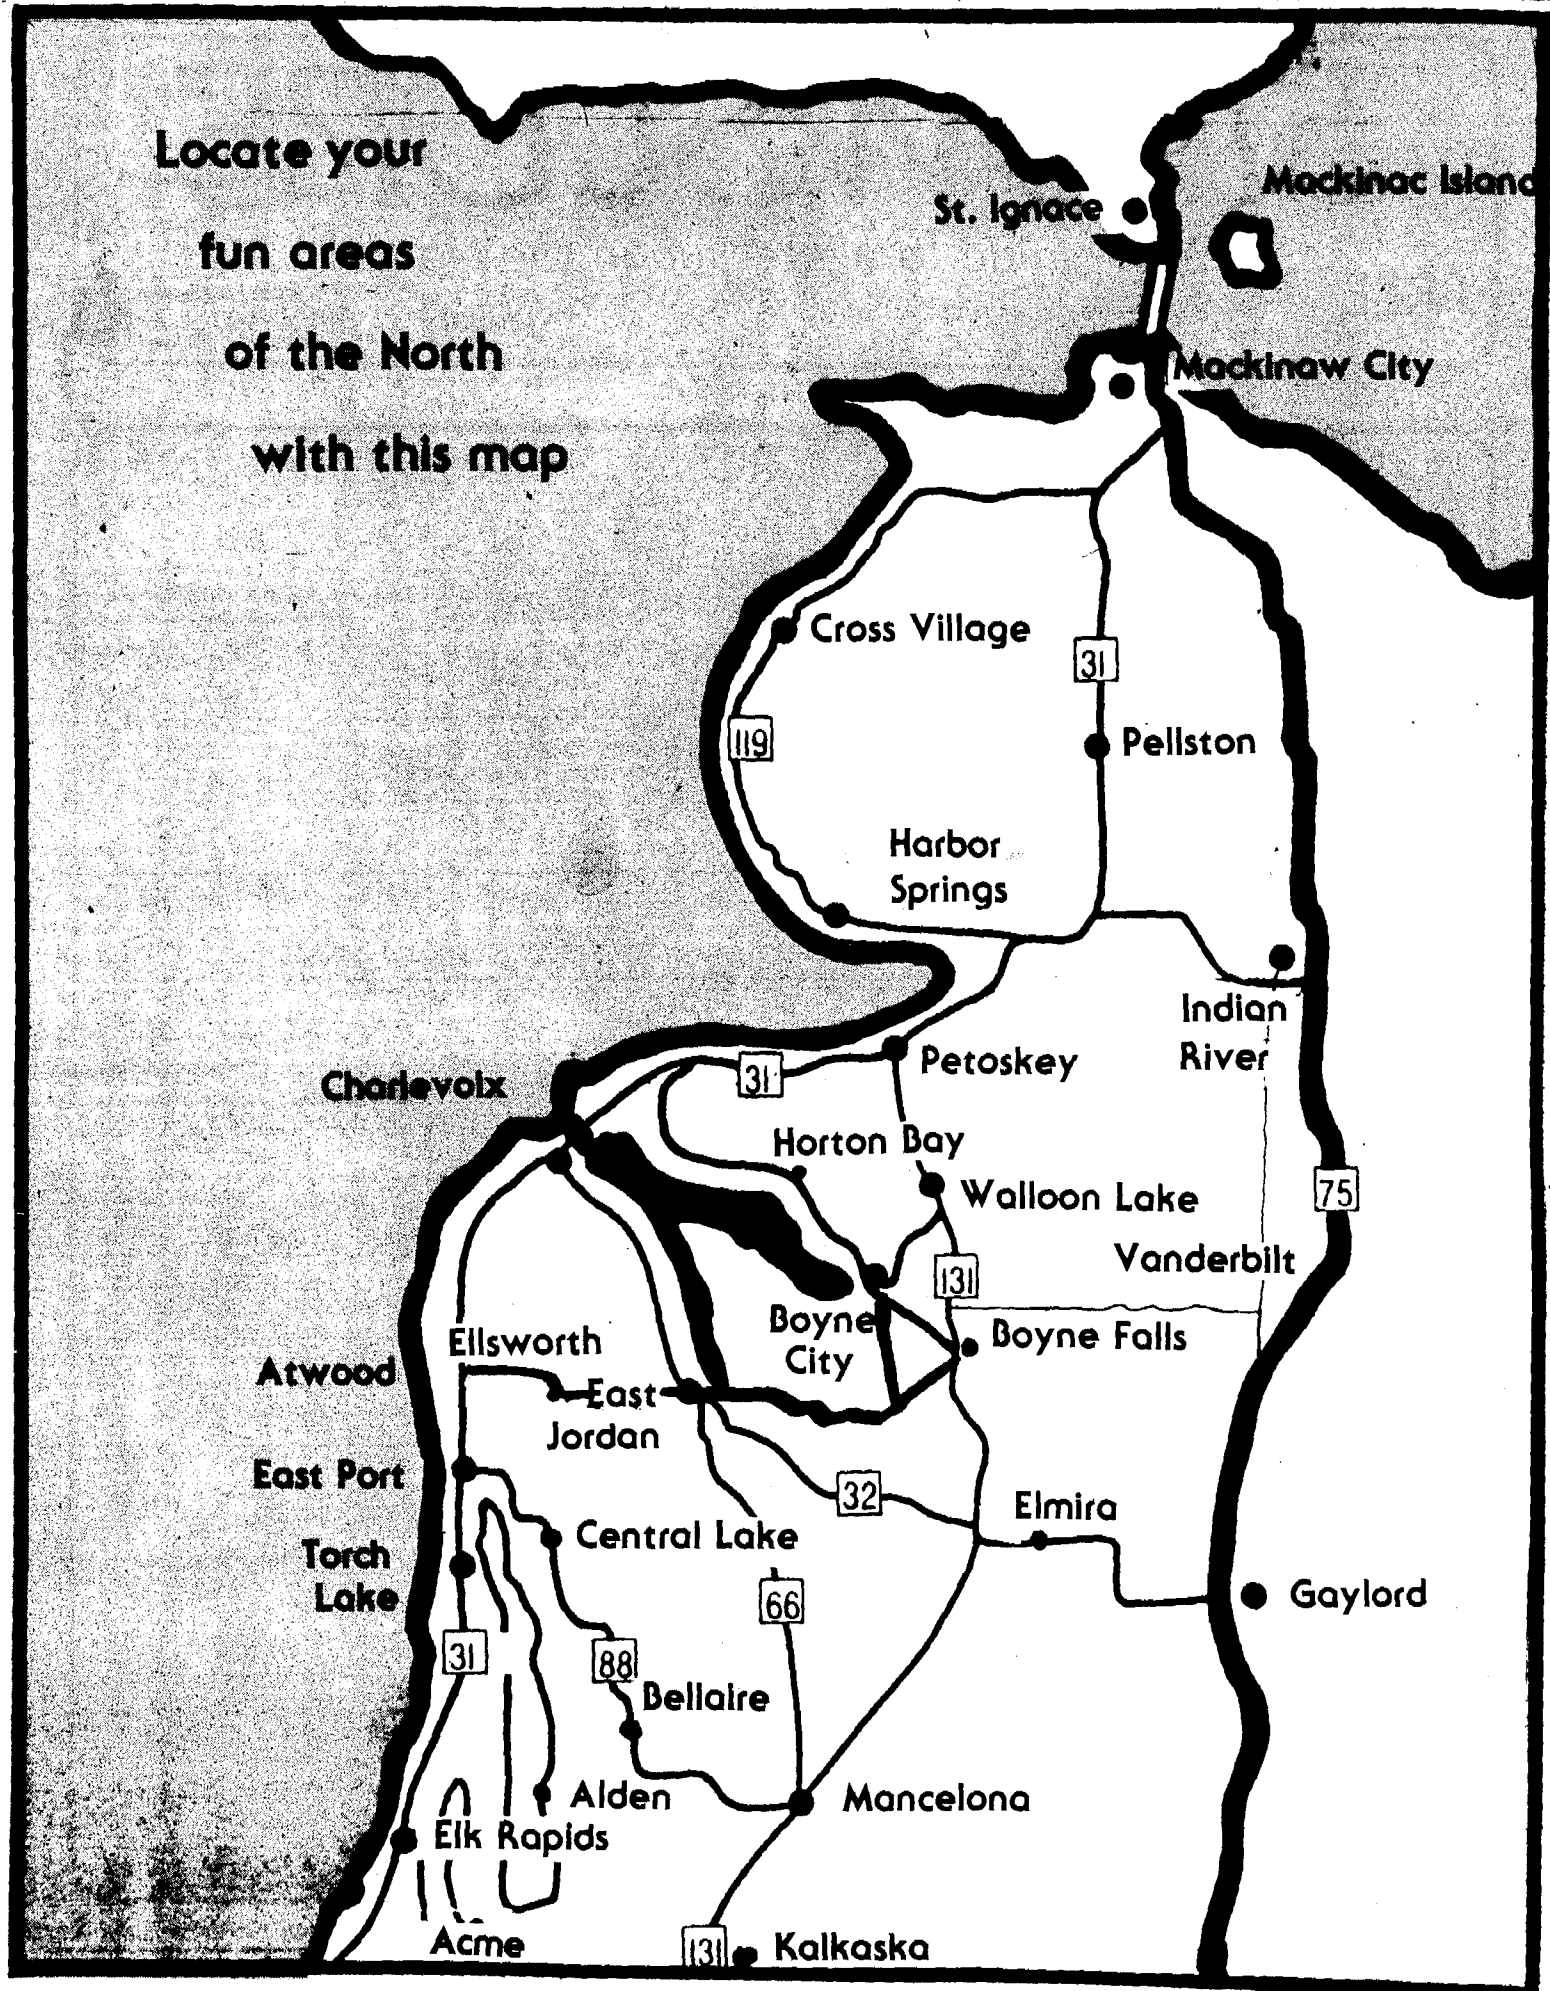 Locate your
fun areas
of the North
with this map
Mackinac Island
St. Ignace
Mackinaw City
Cross Village
31
119
Pellston
Harbor
Springs
Indian
River
Petoskey
31
Charlevoix
Horton Bay
Walloon Lake
75
Vanderbilt
131
Boyne
City
Boyne Falls
Ellsworth
Atwood
East
Jordan
East Port
32
Elmira
Central Lake
Torch
Lake
66
Gaylord
31
88
Bellaire
Alden
Mancelona
Elk Rapids
Acme
131
Kalkaska